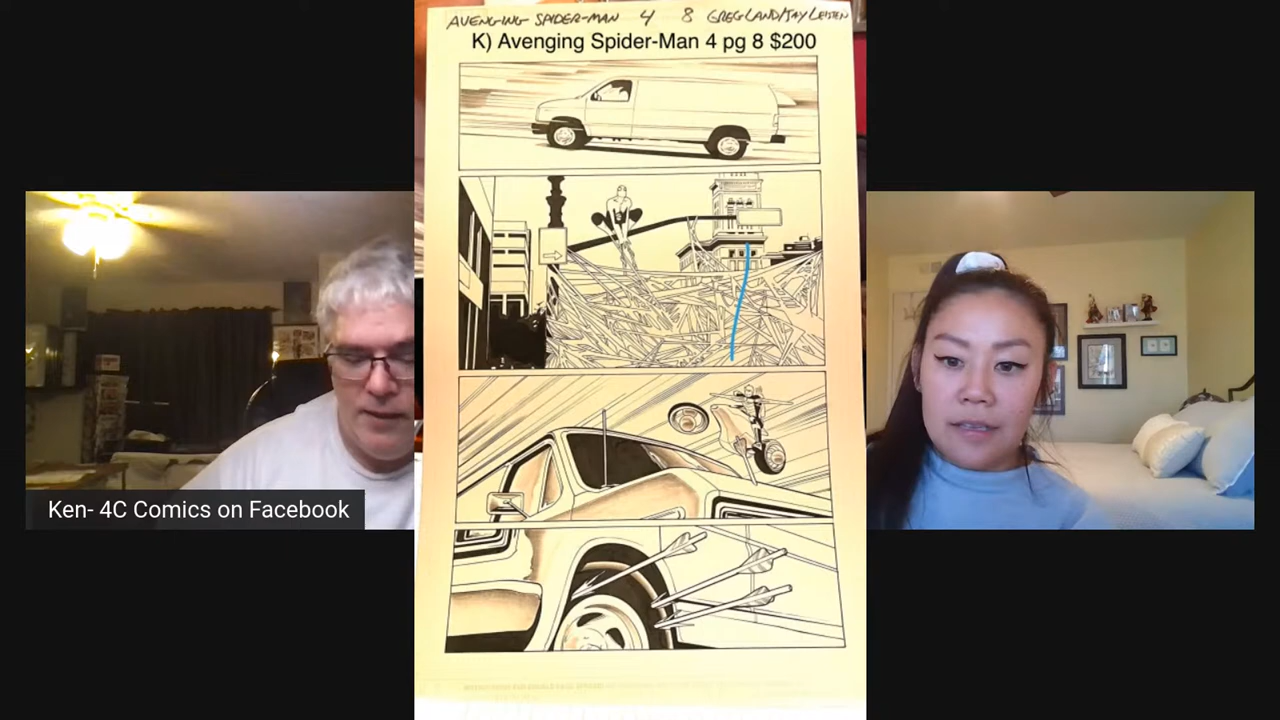 AVENGING SPIDER-MAN 4 8 GREG LAND/JAY LEISTEN
K) Avenging Spider-Man 4 pg 8 $200
Ken- 4C Comics on Facebook